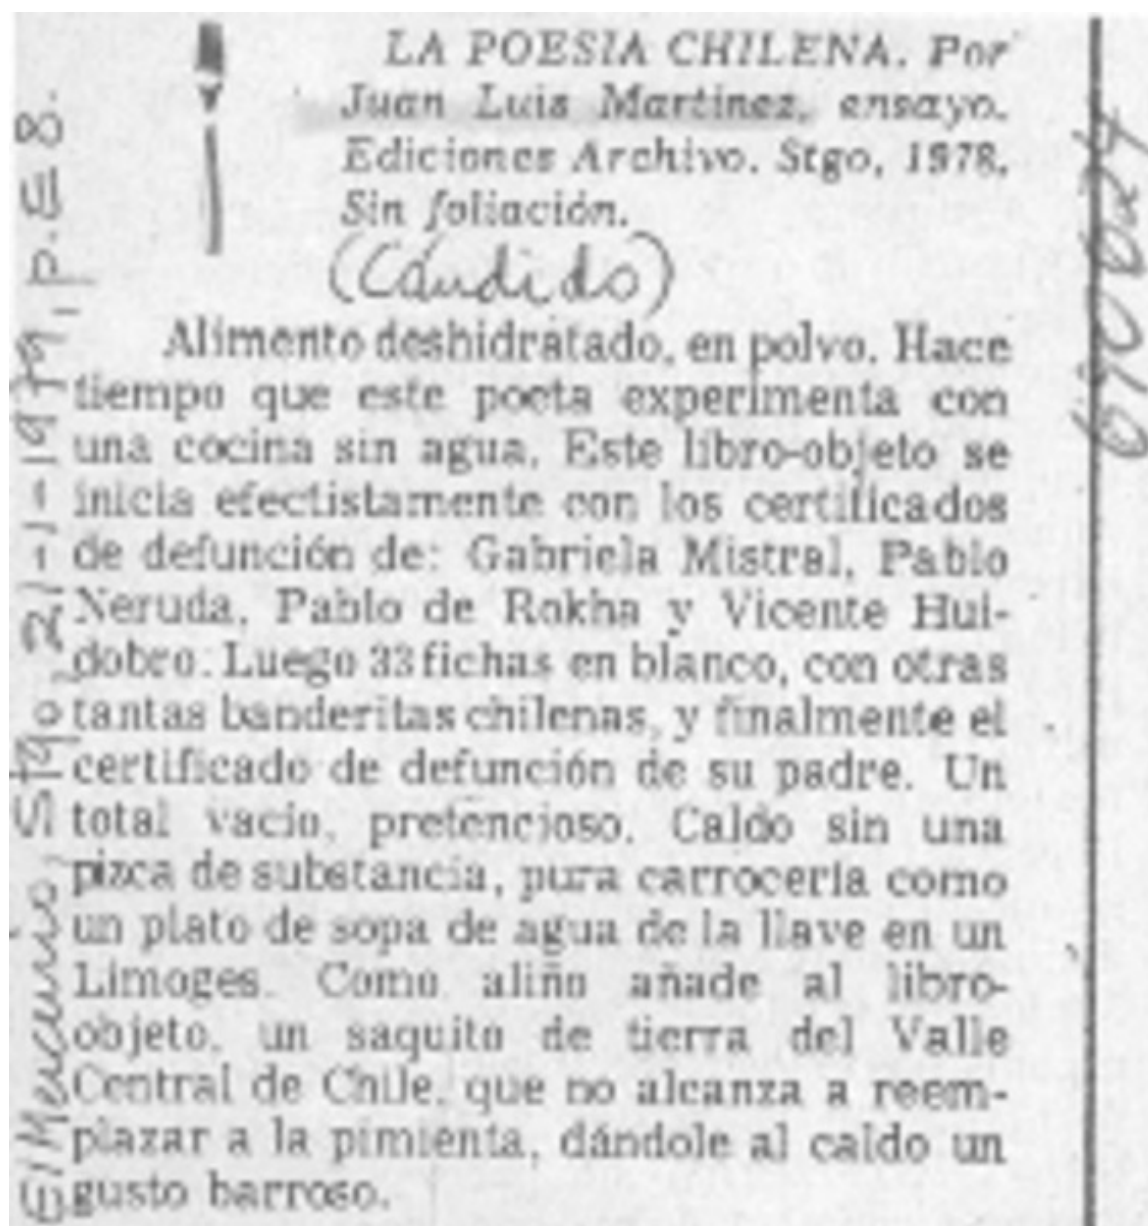 LA POESIA CHILENA. Por
Juan Luis Martínez, ensayo.
Ediciones Archivo. Stgo, 1978.
Sin foliación.
(Cándido)
Alimento deshidratado, en polvo. Hace
tiempo que este poeta experimenta con
una cocina sin agua. Este libro-objeto se
inicia efectistamente con los certificados
de defunción de: Gabriela Mistral, Pablo
Neruda, Pablo de Rokha y Vicente Hui-
dobro. Luego 33 fichas en blanco, con otras
tantas banderitas chilenas, y finalmente el
certificado de defunción de su padre. Un
total vacío, pretencioso. Caldo sin una
pizca de substancia, pura carrocería como
un plato de sopa de agua de la llave en un
Limoges. Como aliño añade al libro-
objeto, un saquito de tierra del Valle
Central de Chile, que no alcanza a reem-
plazar a la pimienta, dándole al caldo un
gusto barroso.
El Mercurio, Stgo, 21-1-1979, p. E 8.